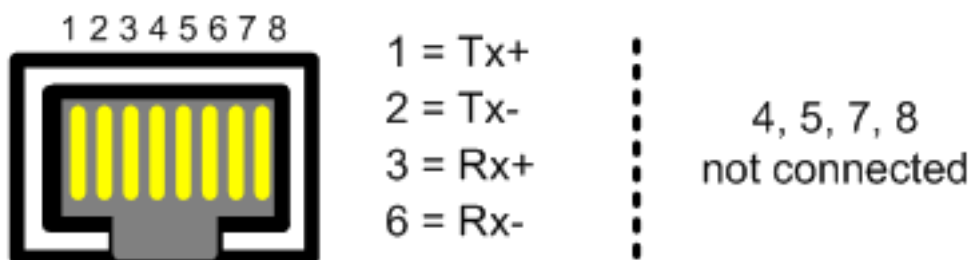 1 2 3 4 5 6 7 8
1 = Tx+
2 = Tx-
3 = Rx+
6 = Rx-
4, 5, 7, 8
not connected